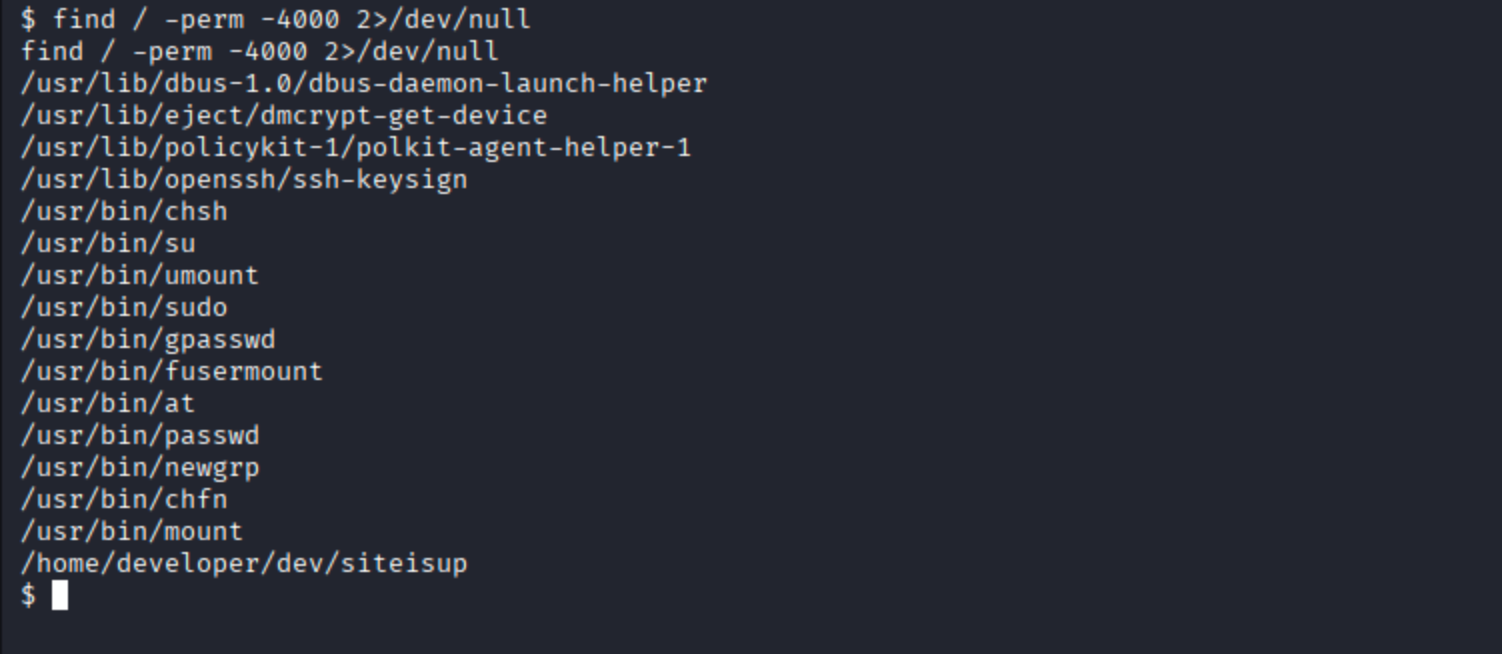 $ find / -perm -4000 2>/dev/null
find / -perm -4000 2>/dev/null
/usr/lib/dbus-1.0/dbus-daemon-launch-helper
/usr/lib/eject/dmcrypt-get-device
/usr/lib/policykit-1/polkit-agent-helper-1
/usr/lib/openssh/ssh-keysign
/usr/bin/chsh
/usr/bin/su
/usr/bin/umount
/usr/bin/sudo
/usr/bin/gpasswd
/usr/bin/fusermount
/usr/bin/at
/usr/bin/passwd
/usr/bin/newgrp
/usr/bin/chfn
/usr/bin/mount
/home/developer/dev/siteisup
$